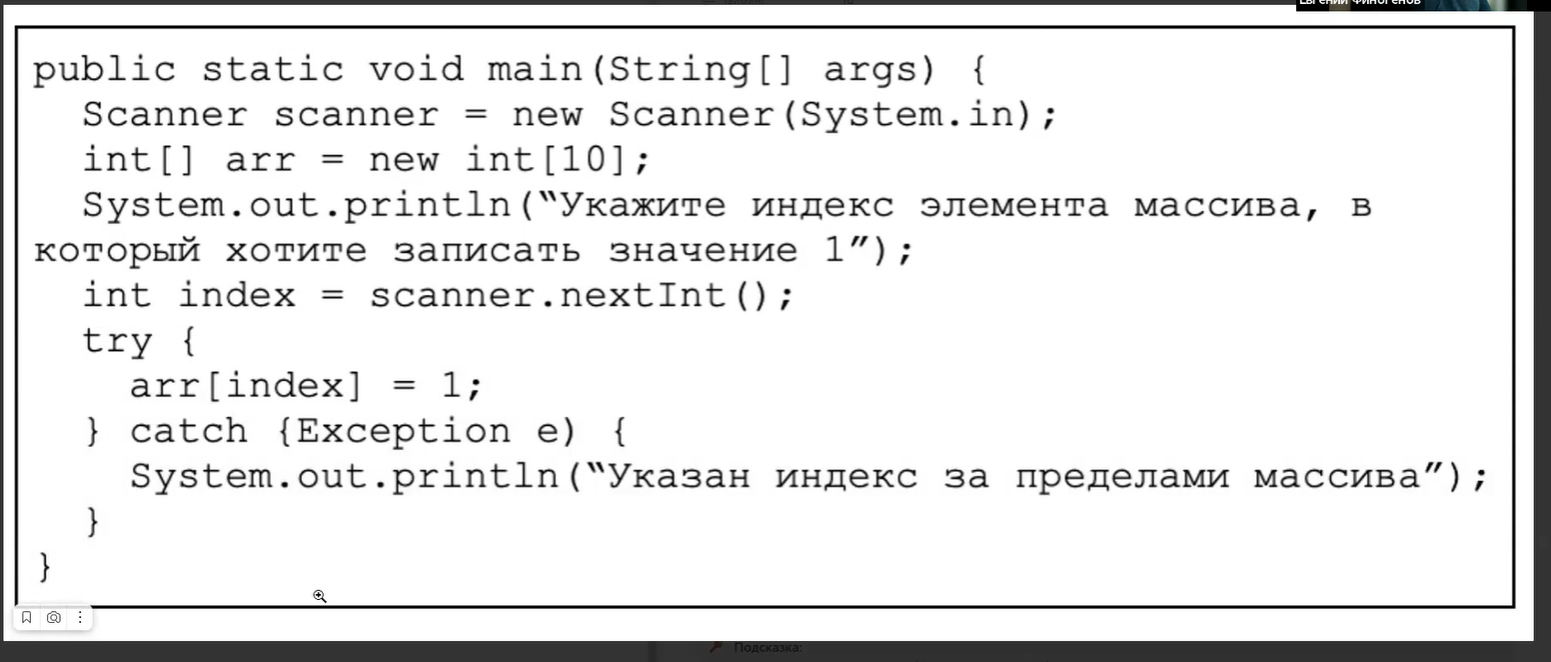 Евгений Финогенов
public static void main(String[] args) {
Scanner scanner = new Scanner(System.in);
int[] arr = new int[10];
System.out.println(“Укажите индекс элемента массива, в
который хотите записать значение 1”);
int index = scanner.nextInt();
try {
arr[index] = 1;
} catch {Exception e) {
System.out.println(“Указан индекс за пределами массива”);
}
}
Подсказка: